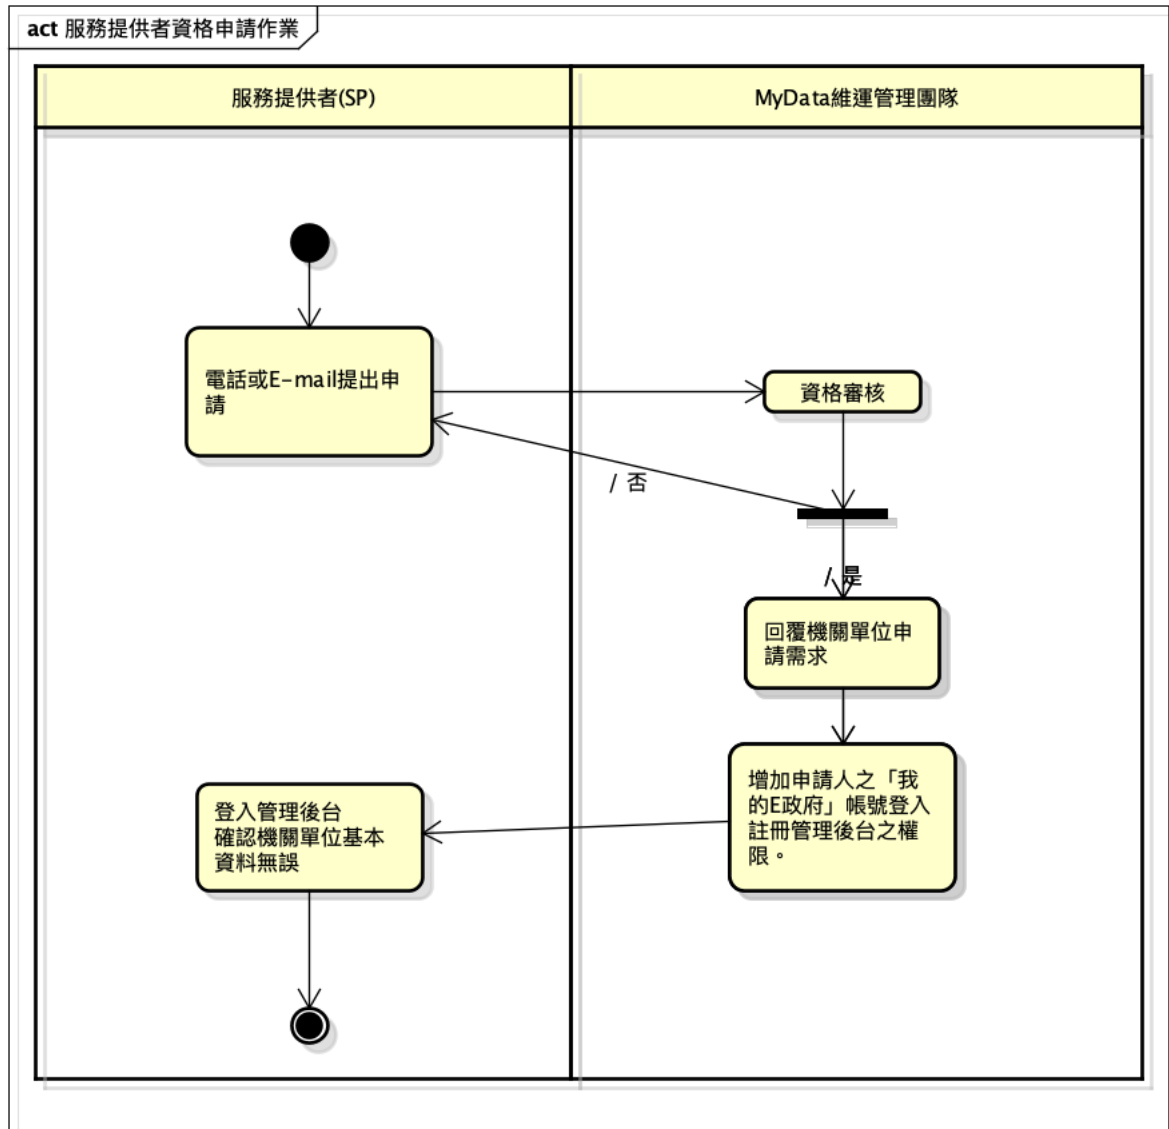 act 服務提供者資格申請作業
服務提供者(SP)
MyData維運管理團隊
電話或E-mail提出申
請
資格審核
/ 否
/ 是
回覆機關單位申
請需求
增加申請人之「我
的E政府」帳號登入
註冊管理後台之權
限。
登入管理後台
確認機關單位基本
資料無誤